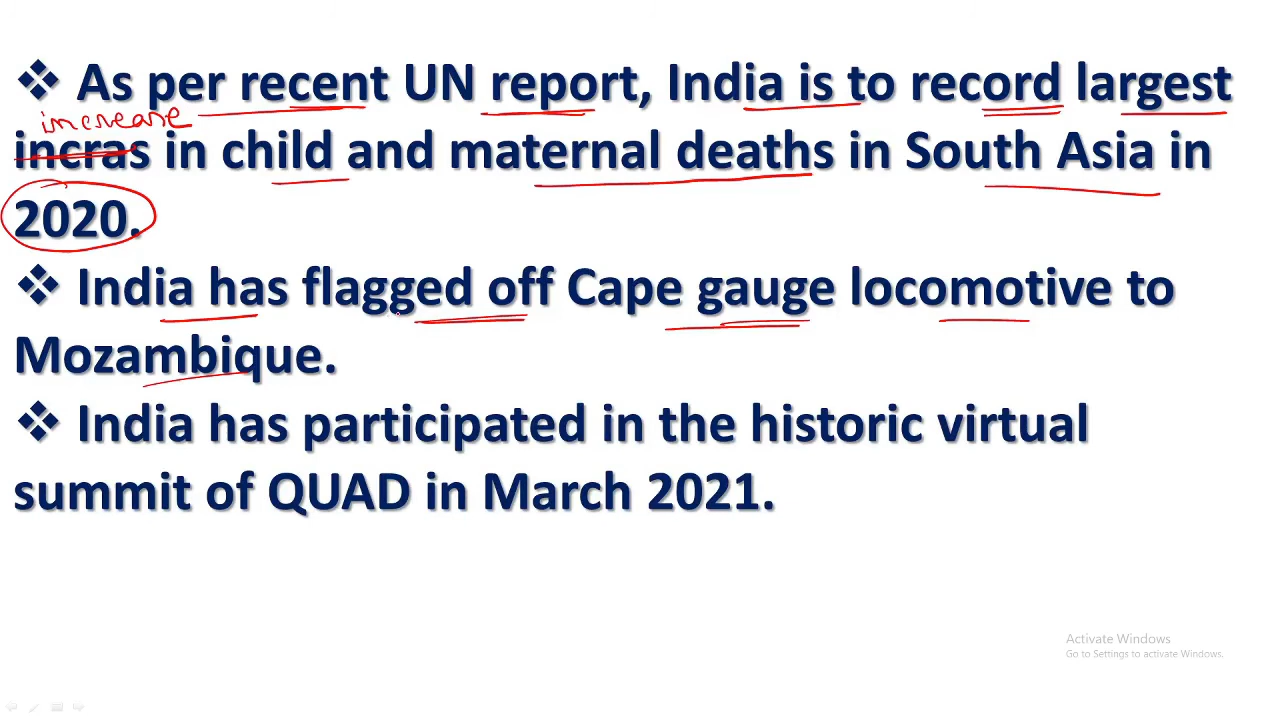 ❖ As per recent UN report, India is to record largest
increase
incras in child and maternal deaths in South Asia in
2020.
❖ India has flagged off Cape gauge locomotive to
Mozambique.
❖ India has participated in the historic virtual
summit of QUAD in March 2021.
Activate Windows
Go to Settings to activate Windows.